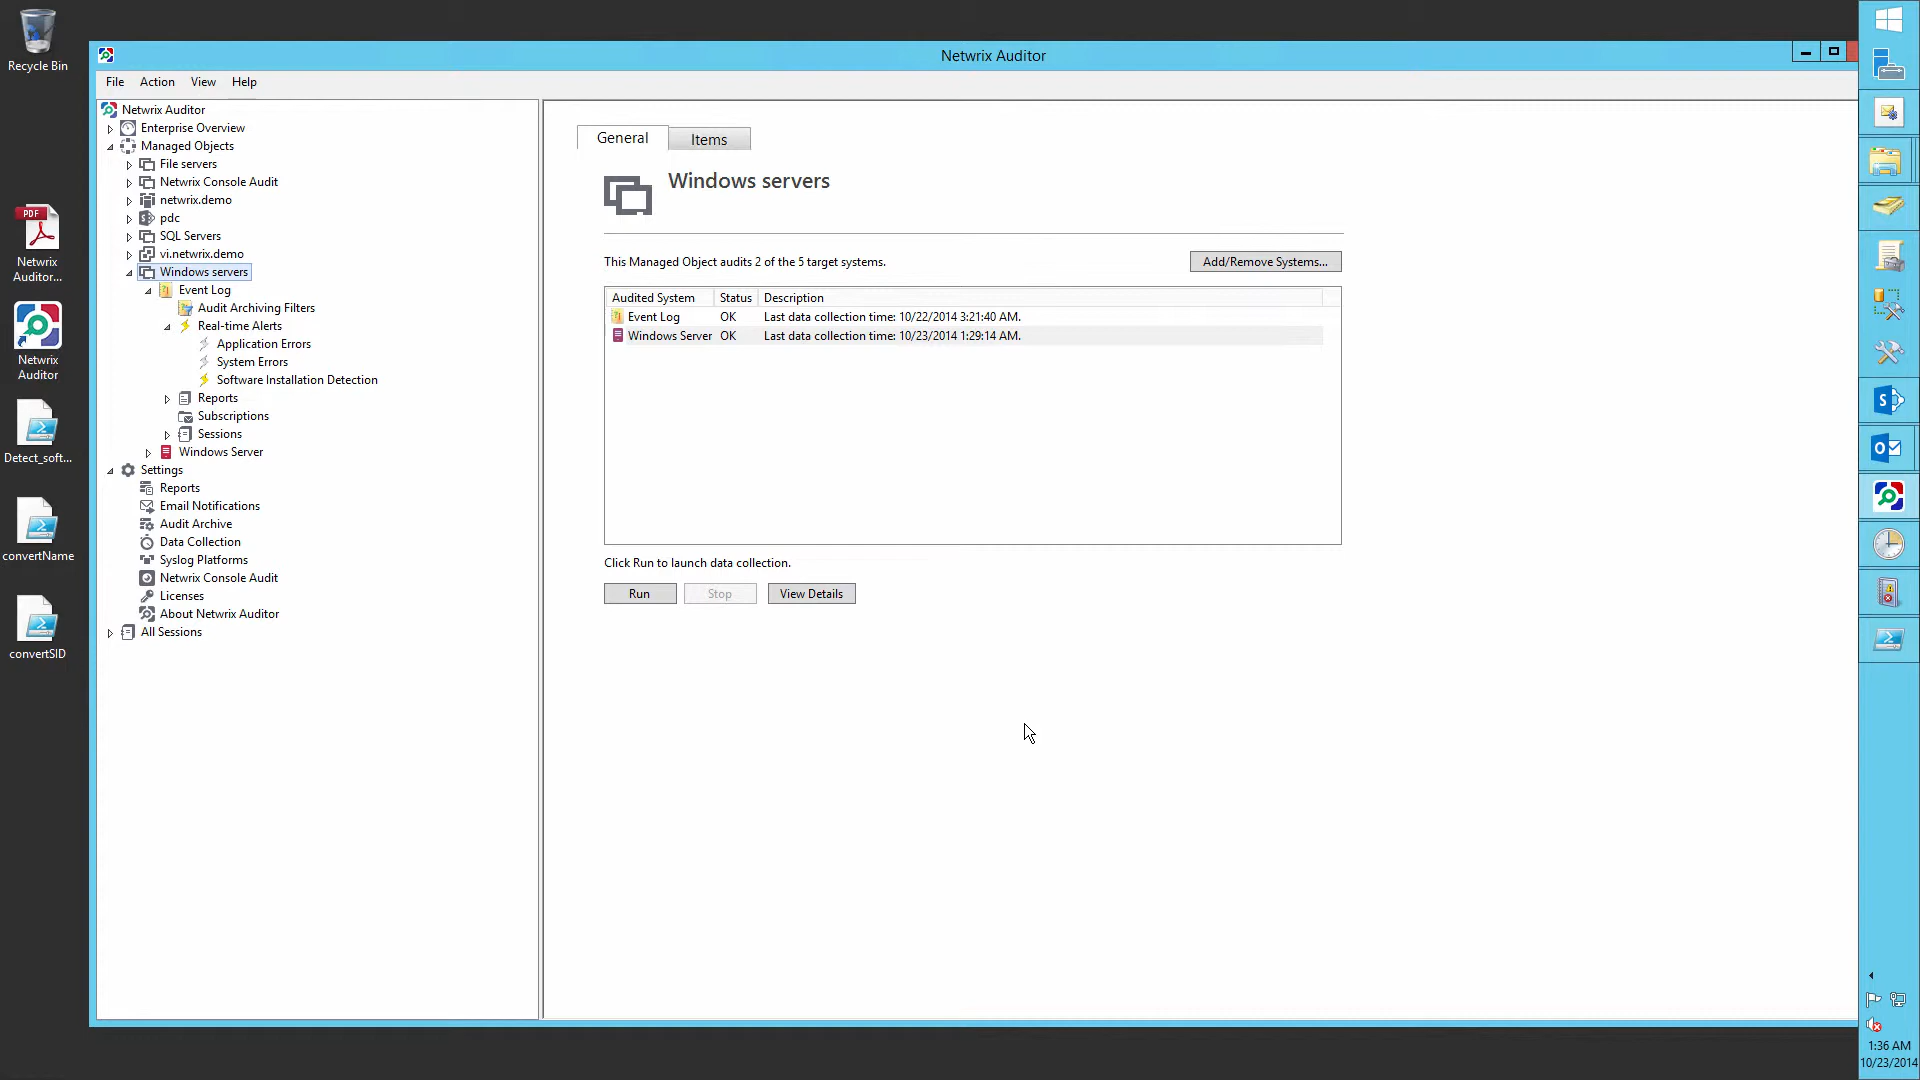 Recycle Bin
Netwrix Auditor...
Netwrix Auditor
Detect_soft...
convertName
convertSID
Netwrix Auditor
File Action View Help
Netwrix Auditor
Enterprise Overview
Managed Objects
File servers
Netwrix Console Audit
netwrix.demo
pdc
SQL Servers
vi.netwrix.demo
Windows servers
Event Log
Audit Archiving Filters
Real-time Alerts
Application Errors
System Errors
Software Installation Detection
Reports
Subscriptions
Sessions
Windows Server
Settings
Reports
Email Notifications
Audit Archive
Data Collection
Syslog Platforms
Netwrix Console Audit
Licenses
About Netwrix Auditor
All Sessions
General Items
Windows servers
This Managed Object audits 2 of the 5 target systems.
Add/Remove Systems...
Audited System Status Description
Event Log OK Last data collection time: 10/22/2014 3:21:40 AM.
Windows Server OK Last data collection time: 10/23/2014 1:29:14 AM.
Click Run to launch data collection.
Run Stop View Details
1:36 AM
10/23/2014